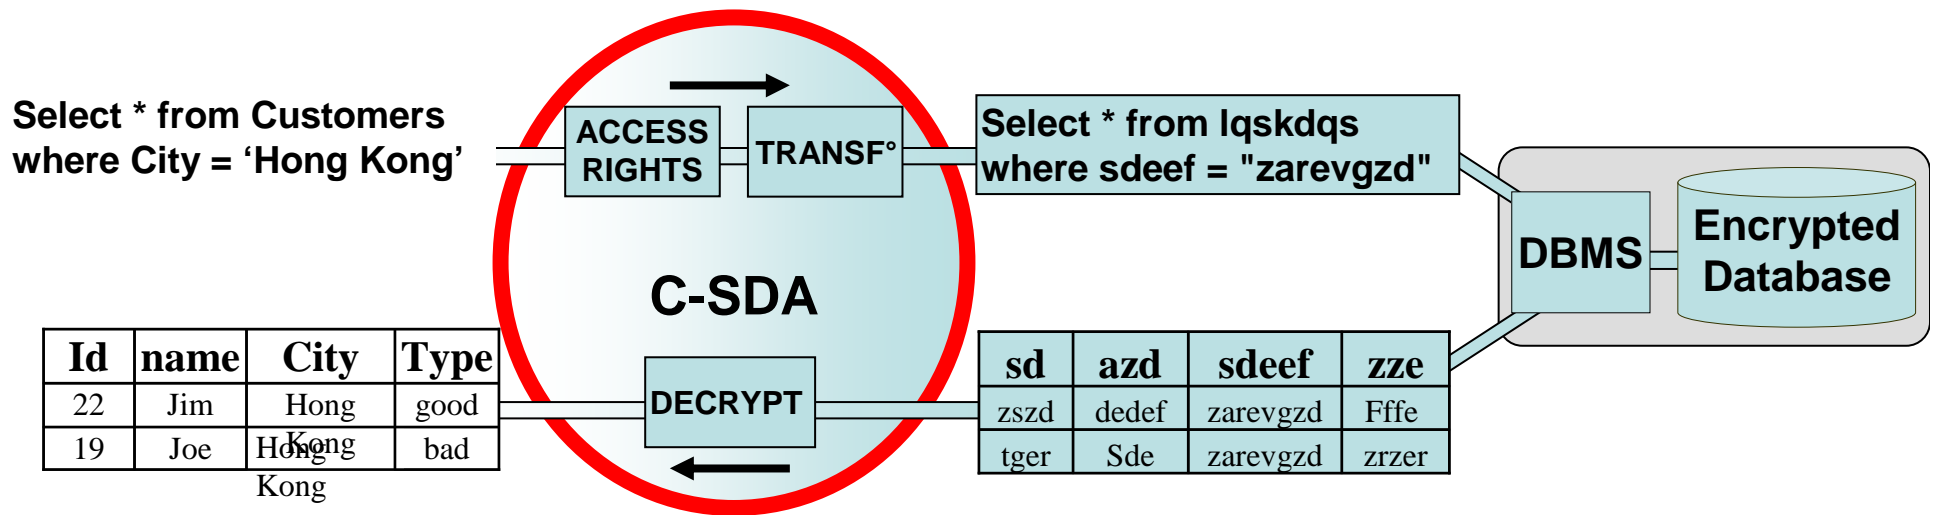 Select * from Customers
where City = ‘Hong Kong’
ACCESS
RIGHTS
TRANSF°
Select * from lqskdqs
where sdeef = "zarevgzd"
DBMS
Encrypted
Database
C-SDA
Id name City Type
22 Jim Hong Kong good
19 Joe Hong Kong bad
DECRYPT
sd azd sdeef zze
zszd dedef zarevgzd Fffe
tger Sde zarevgzd zrzer